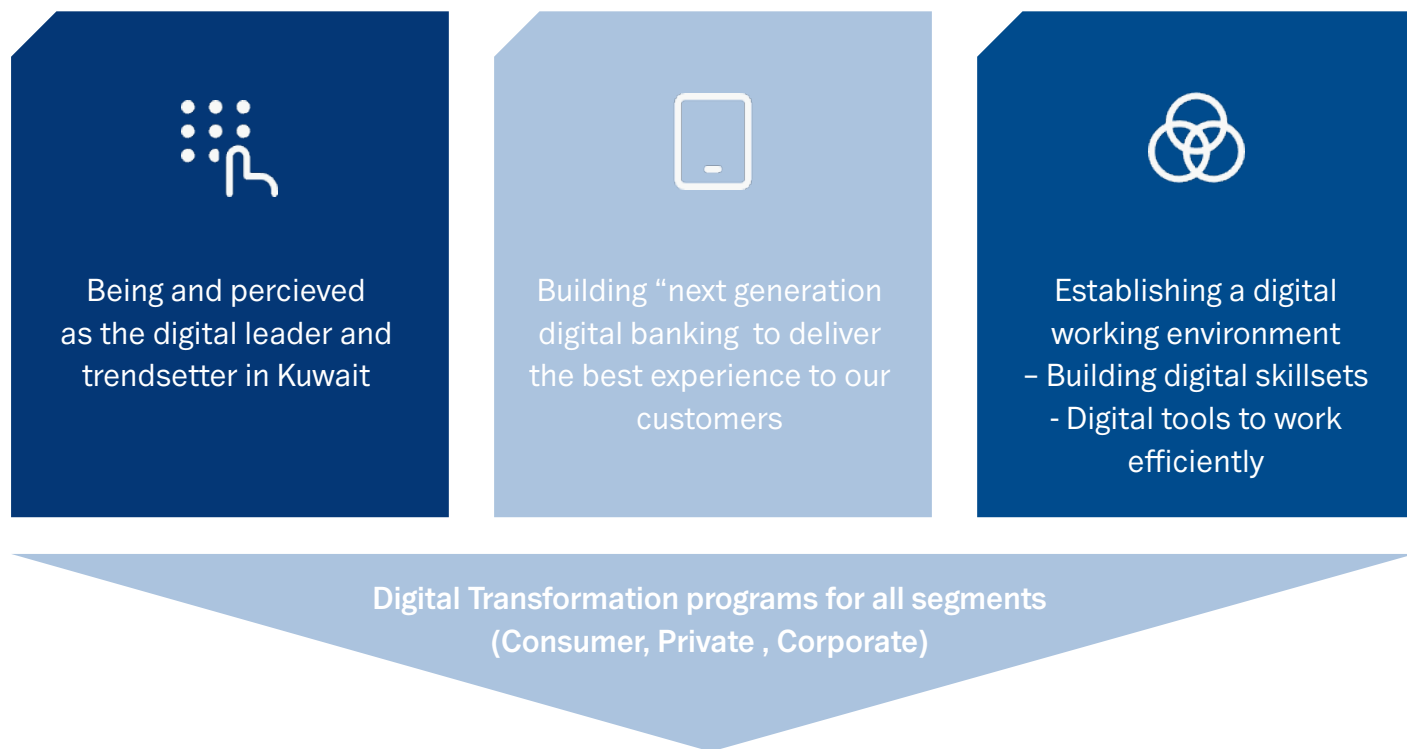 Being and percieved
as the digital leader and
trendsetter in Kuwait
Building “next generation
digital banking  to deliver
the best experience to our
customers
Establishing a digital
working environment
– Building digital skillsets
- Digital tools to work
efficiently
Digital Transformation programs for all segments
(Consumer, Private , Corporate)